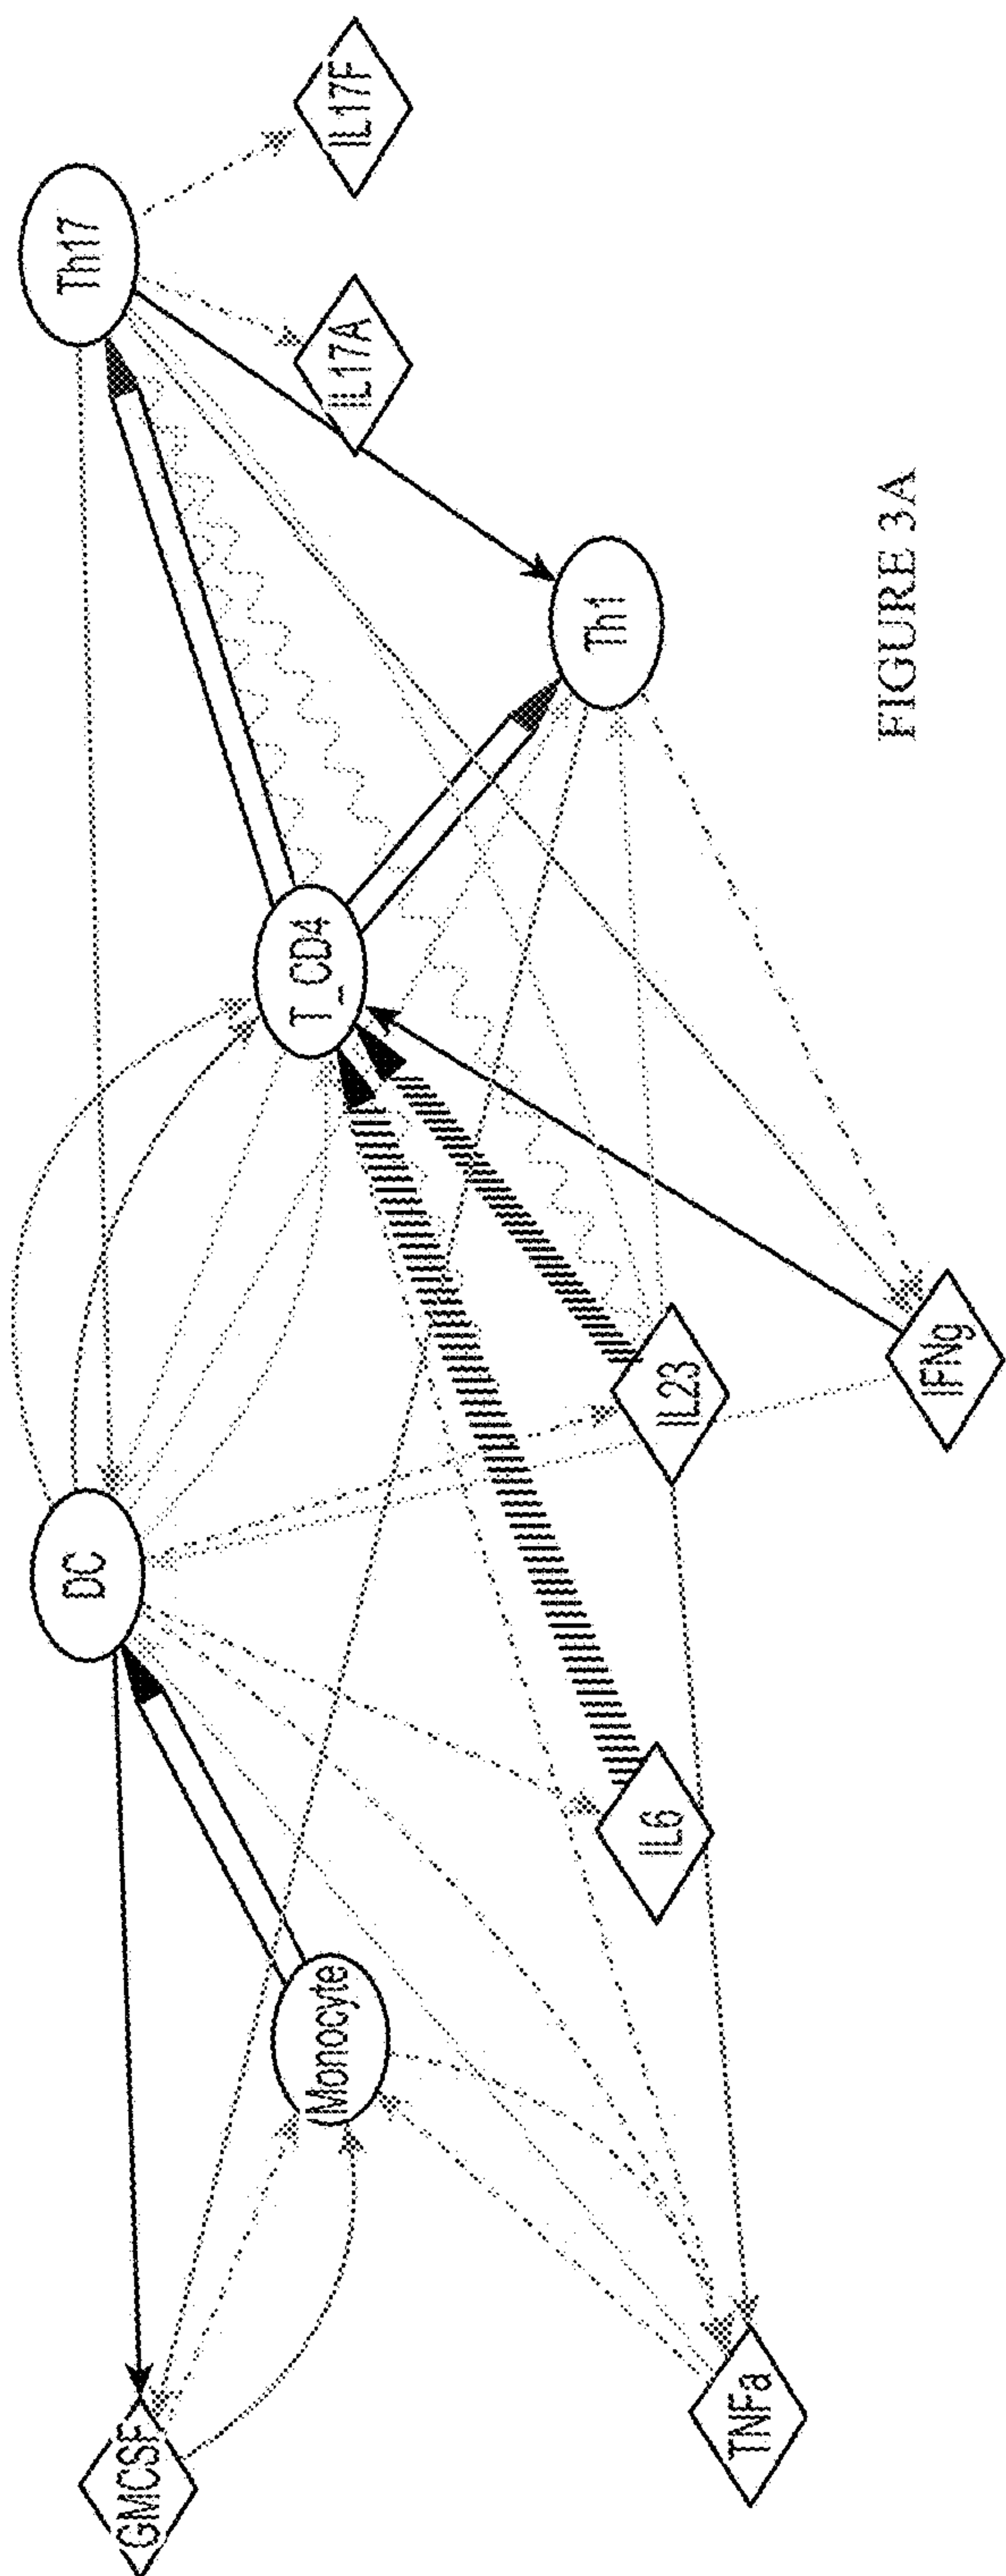 GMCSF
DC
Th17
(Monocyte
T_CD4
IL17A
IL17F
IL6
IL23
Th1
TNFa
IFNg
FIGURE 3A